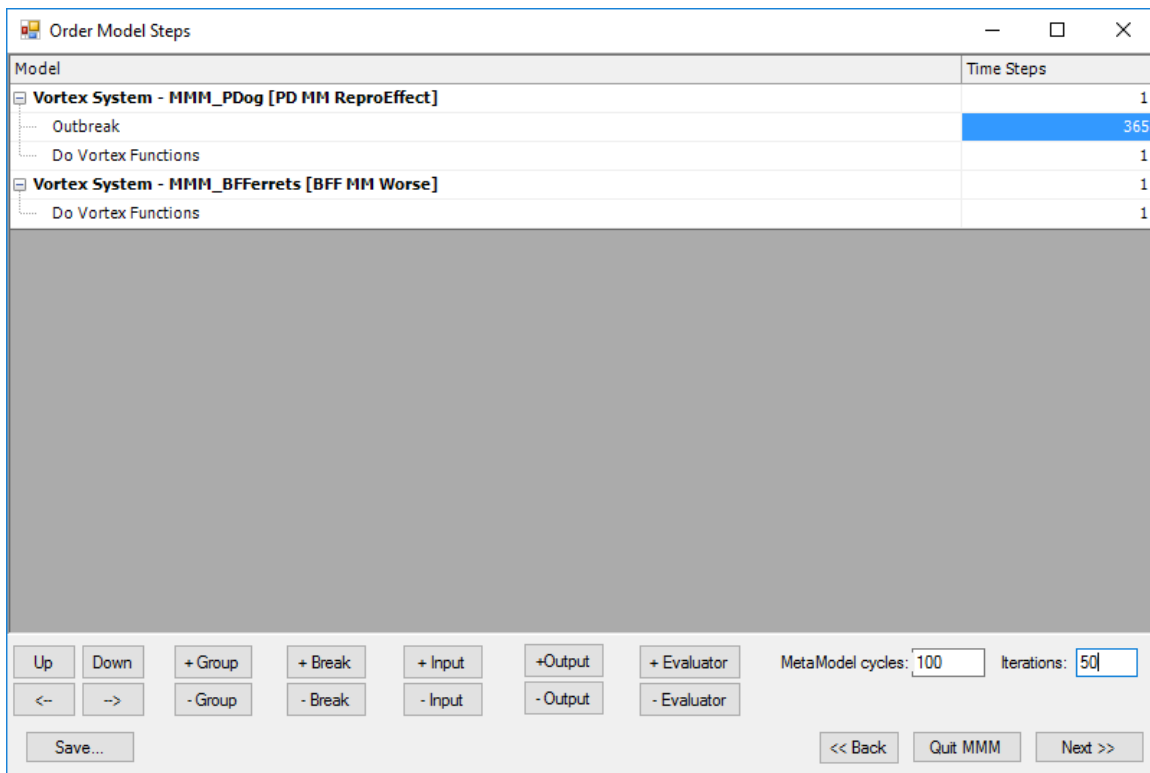 Order Model Steps
Model Time Steps
Vortex System - MMM_PDog [PD MM ReproEffect] 1
Outbreak 365
Do Vortex Functions 1
Vortex System - MMM_BFFerrets [BFF MM Worse] 1
Do Vortex Functions 1
Up Down + Group + Break + Input +Output + Evaluator MetaModel cycles: 100 Iterations: 50
<-- --> - Group - Break - Input - Output - Evaluator
Save... << Back Quit MMM Next >>